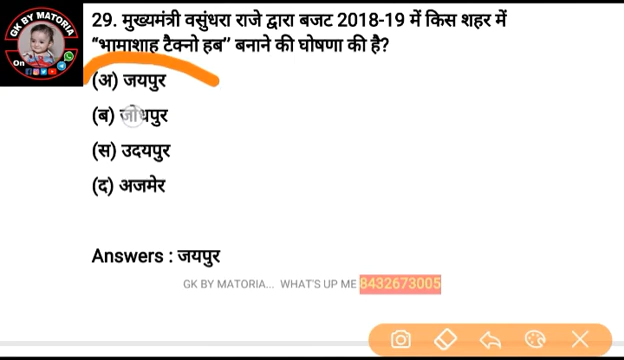 GK BY MATORIA
On
29. मुख्यमंत्री वसुंधरा राजे द्वारा बजट 2018-19 में किस शहर में
“भामाशाह टैक्नो हब” बनाने की घोषणा की है?
(अ) जयपुर
(ब) जोधपुर
(स) उदयपुर
(द) अजमेर
Answers : जयपुर
GK BY MATORIA... WHAT'S UP ME 8432673005